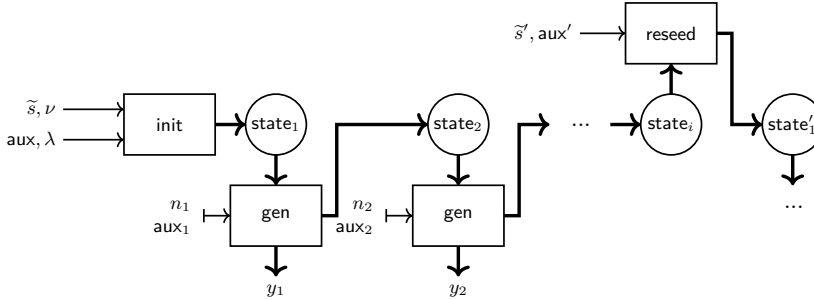 s̃′, aux′
reseed
s̃, ν
aux, λ
init
state₁
state₂
...
stateᵢ
state′₁
n₁
aux₁
gen
n₂
aux₂
gen
...
y₁
y₂